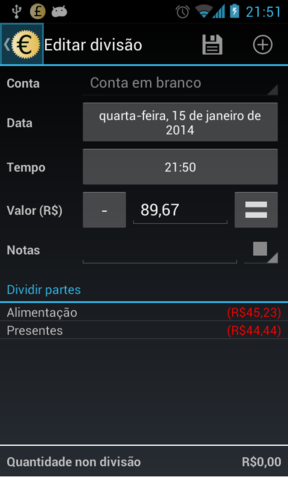 21:51
Editar divisão
Conta
Conta em branco
Data
quarta-feira, 15 de janeiro de
2014
Tempo
21:50
Valor (R$)
-
89,67
=
Notas
Dividir partes
Alimentação (R$45,23)
Presentes (R$44,44)
Quantidade non divisão R$0,00